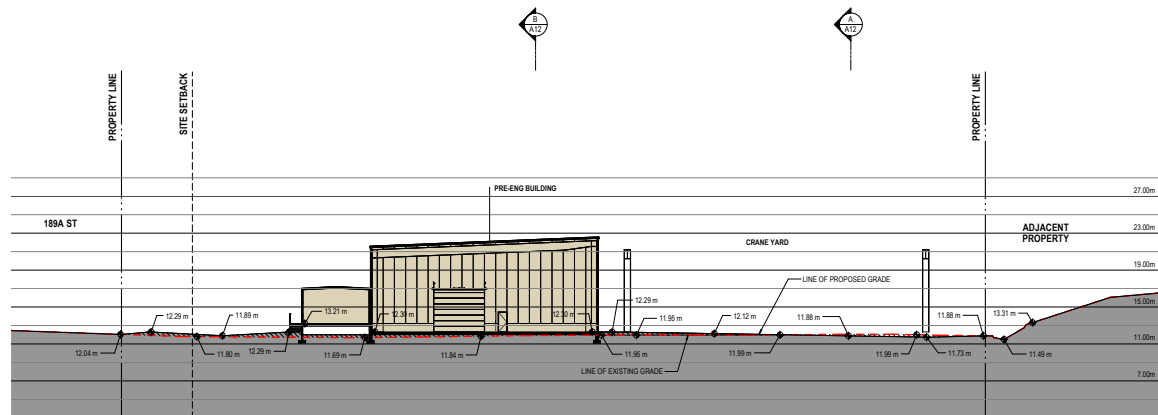 B
A12
A
A12
PROPERTY LINE
SITE SETBACK
PROPERTY LINE
PRE-ENG BUILDING
27.00m
189A ST
23.00m
ADJACENT
PROPERTY
CRANE YARD
19.00m
LINE OF PROPOSED GRADE
15.00m
12.29 m
11.89 m
13.21 m
12.30 m
12.30 m
12.29 m
11.95 m
12.12 m
11.88 m
11.88 m
13.31 m
11.00m
12.04 m
11.80 m
12.29 m
11.69 m
11.84 m
11.95 m
11.99 m
11.99 m
11.73 m
11.49 m
LINE OF EXISTING GRADE
7.00m